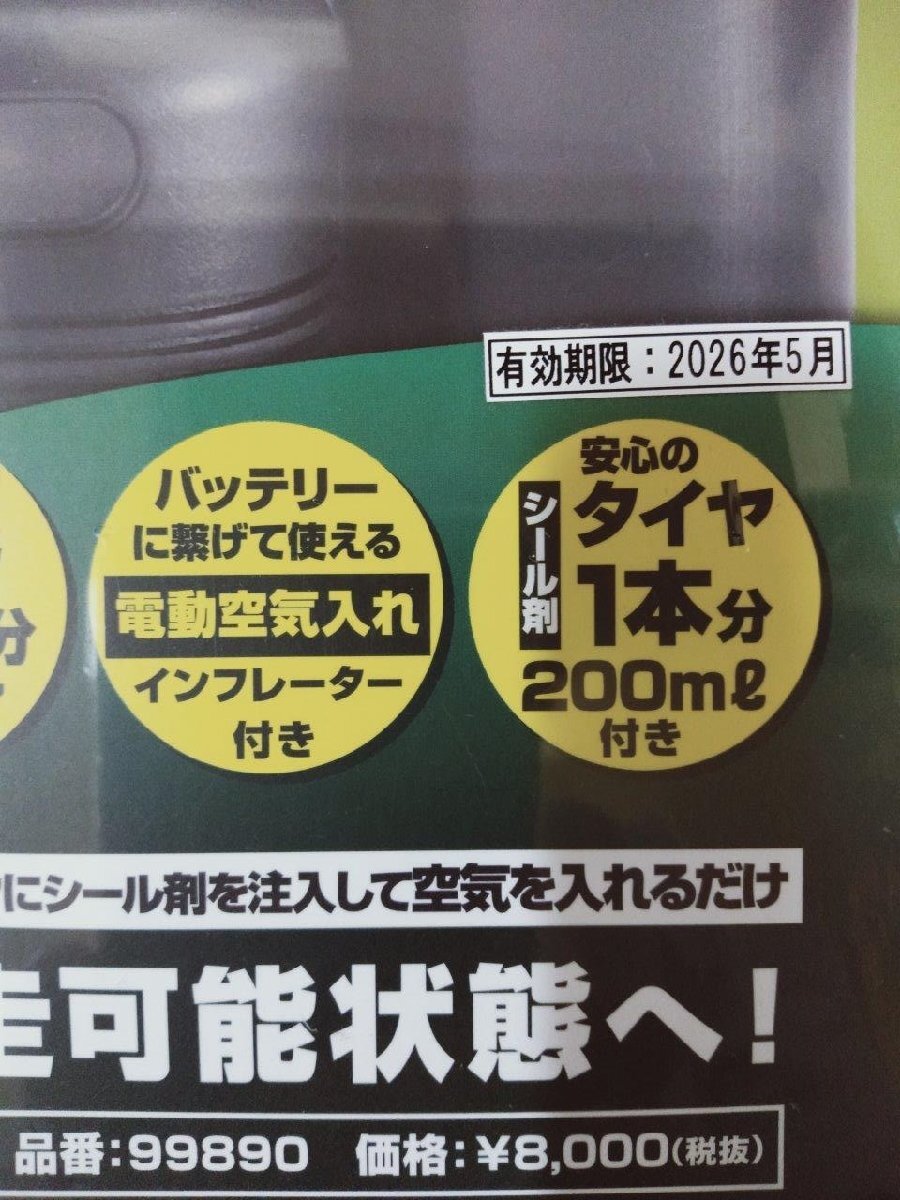 有効期限：2026年5月
バッテリー
に繋げて使える
電動空気入れ
インフレーター
付き
安心の
シール剤
タイヤ
1本分
200mℓ
付き
分
にシール剤を注入して空気を入れるだけ
走可能状態へ!
品番:99890 価格:¥8,000(税抜)